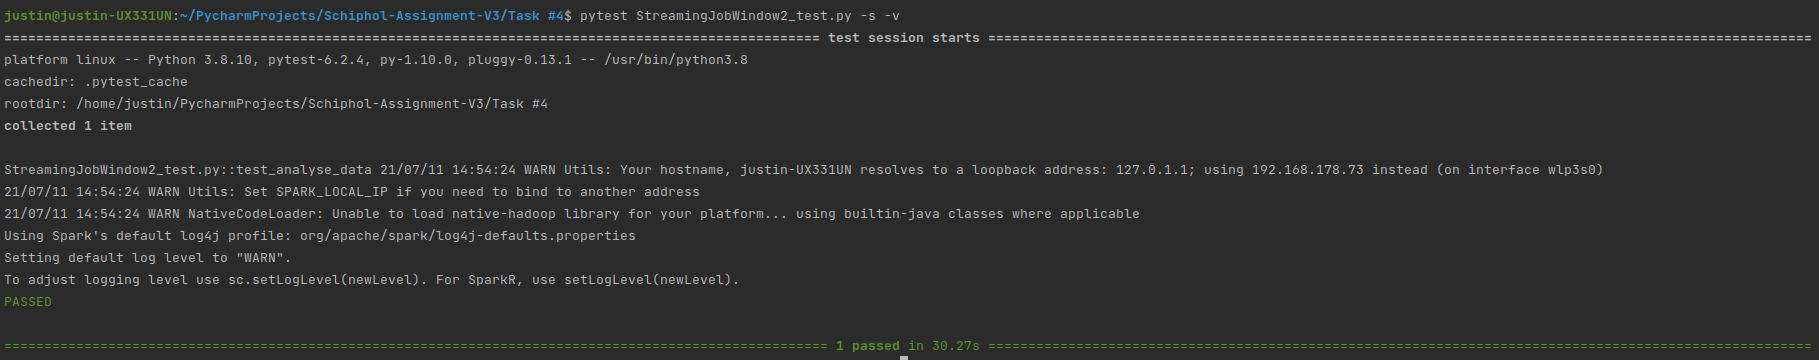 justin@justin-UX331UN:~/PycharmProjects/Schiphol-Assignment-V3/Task #4$ pytest StreamingJobWindow2_test.py -s -v
====================================================================================================== test session starts =======================================================================================================
platform linux -- Python 3.8.10, pytest-6.2.4, py-1.10.0, pluggy-0.13.1 -- /usr/bin/python3.8
cachedir: .pytest_cache
rootdir: /home/justin/PycharmProjects/Schiphol-Assignment-V3/Task #4
collected 1 item
StreamingJobWindow2_test.py::test_analyse_data 21/07/11 14:54:24 WARN Utils: Your hostname, justin-UX331UN resolves to a loopback address: 127.0.1.1; using 192.168.178.73 instead (on interface wlp3s0)
21/07/11 14:54:24 WARN Utils: Set SPARK_LOCAL_IP if you need to bind to another address
21/07/11 14:54:24 WARN NativeCodeLoader: Unable to load native-hadoop library for your platform... using builtin-java classes where applicable
Using Spark's default log4j profile: org/apache/spark/log4j-defaults.properties
Setting default log level to "WARN".
To adjust logging level use sc.setLogLevel(newLevel). For SparkR, use setLogLevel(newLevel).
PASSED
======================================================================================================= 1 passed in 30.27s =======================================================================================================